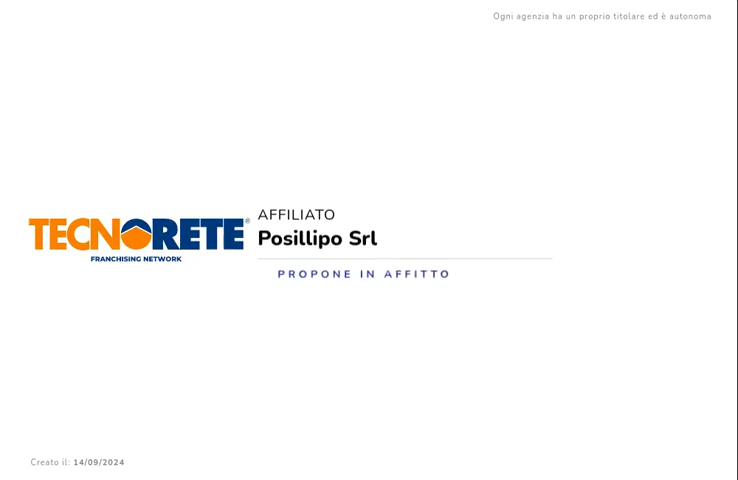 Ogni agenzia ha un proprio titolare ed è autonoma
TECNORETE®
FRANCHISING NETWORK
AFFILIATO
Posillipo Srl
PROPONE IN AFFITTO
Creato il: 14/09/2024